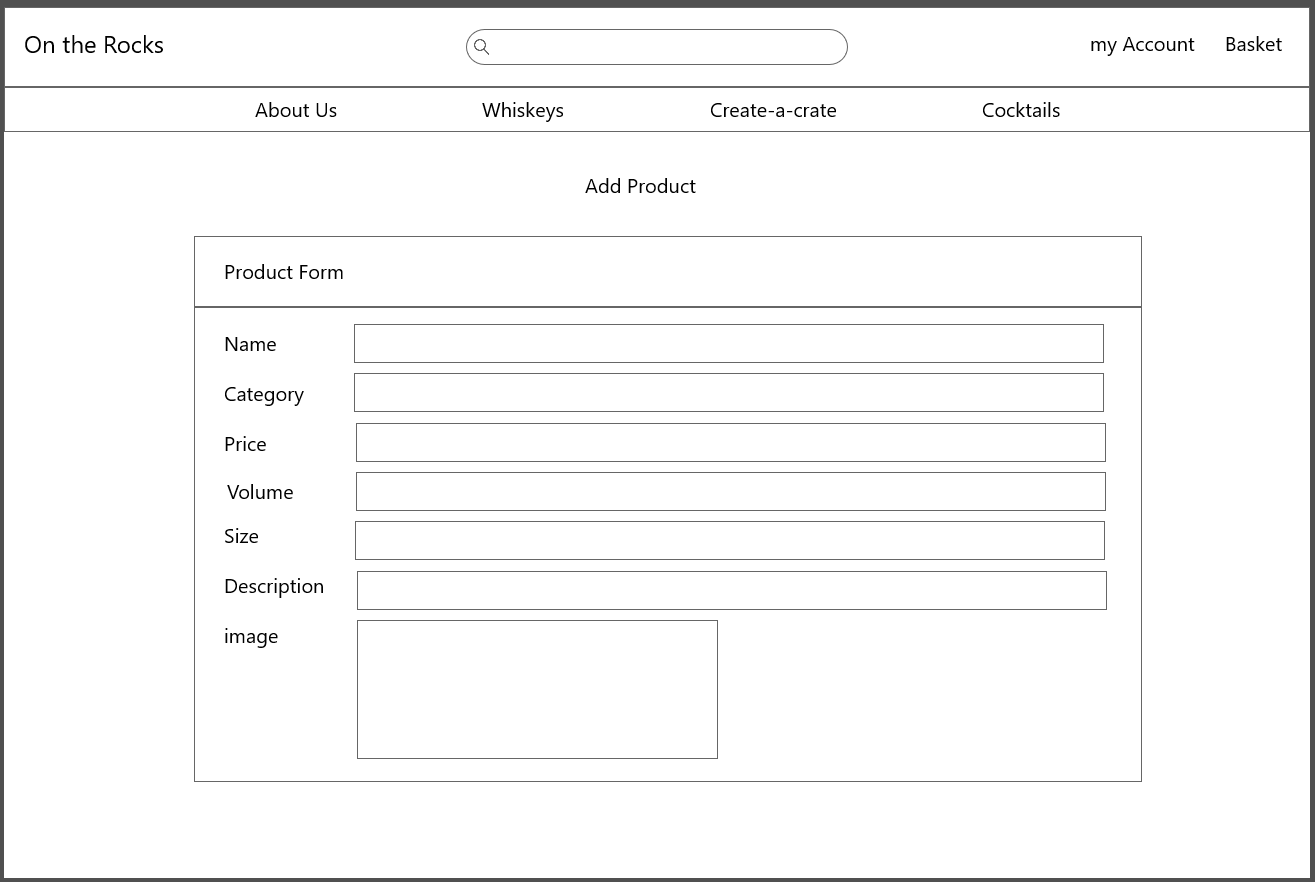 On the Rocks
my Account Basket
About Us Whiskeys Create-a-crate Cocktails
Add Product
Product Form
Name
Category
Price
Volume
Size
Description
image